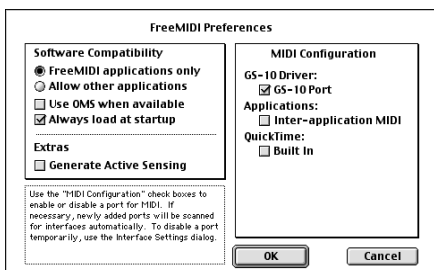 FreeMIDI Preferences
Software Compatibility
FreeMIDI applications only
Allow other applications
Use OMS when available
Always load at startup
Extras
Generate Active Sensing
Use the "MIDI Configuration" check boxes to
enable or disable a port for MIDI. If
necessary, newly added ports will be scanned
for interfaces automatically. To disable a port
temporarily, use the Interface Settings dialog.
MIDI Configuration
GS-10 Driver:
GS-10 Port
Applications:
Inter-application MIDI
QuickTime:
Built In
OK
Cancel